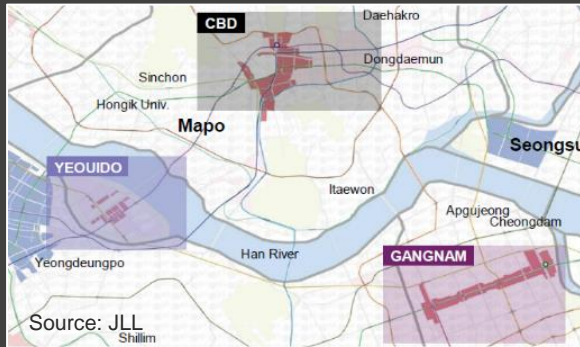 CBD
Daehakro
Dongdaemun
Sinchon
Hongik Univ.
Mapo
Seongsu
YEOUIDO
Itaewon
Apgujeong
Cheongdam
Han River
GANGNAM
Yeongdeungpo
Source: JLL
Shillim